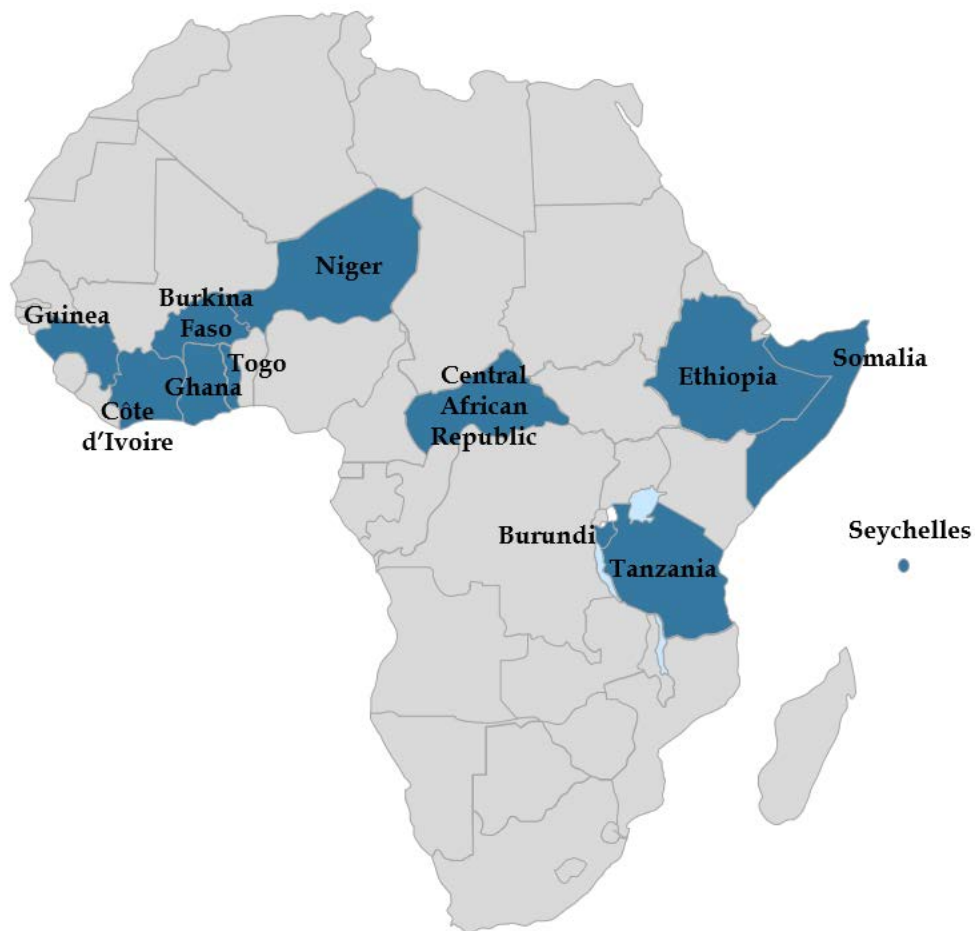 Niger
Burkina
Faso
Guinea
Togo
Ghana
Côte
d’Ivoire
Central
African
Republic
Ethiopia
Somalia
Burundi
Tanzania
Seychelles